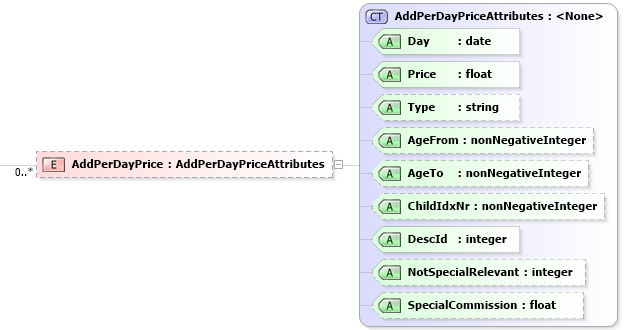 CT AddPerDayPriceAttributes : <None>
A Day : date
A Price : float
A Type : string
A AgeFrom : nonNegativeInteger
E AddPerDayPrice : AddPerDayPriceAttributes
0..*
A AgeTo : nonNegativeInteger
A ChildIdxNr : nonNegativeInteger
A DescId : integer
A NotSpecialRelevant : integer
A SpecialCommission : float